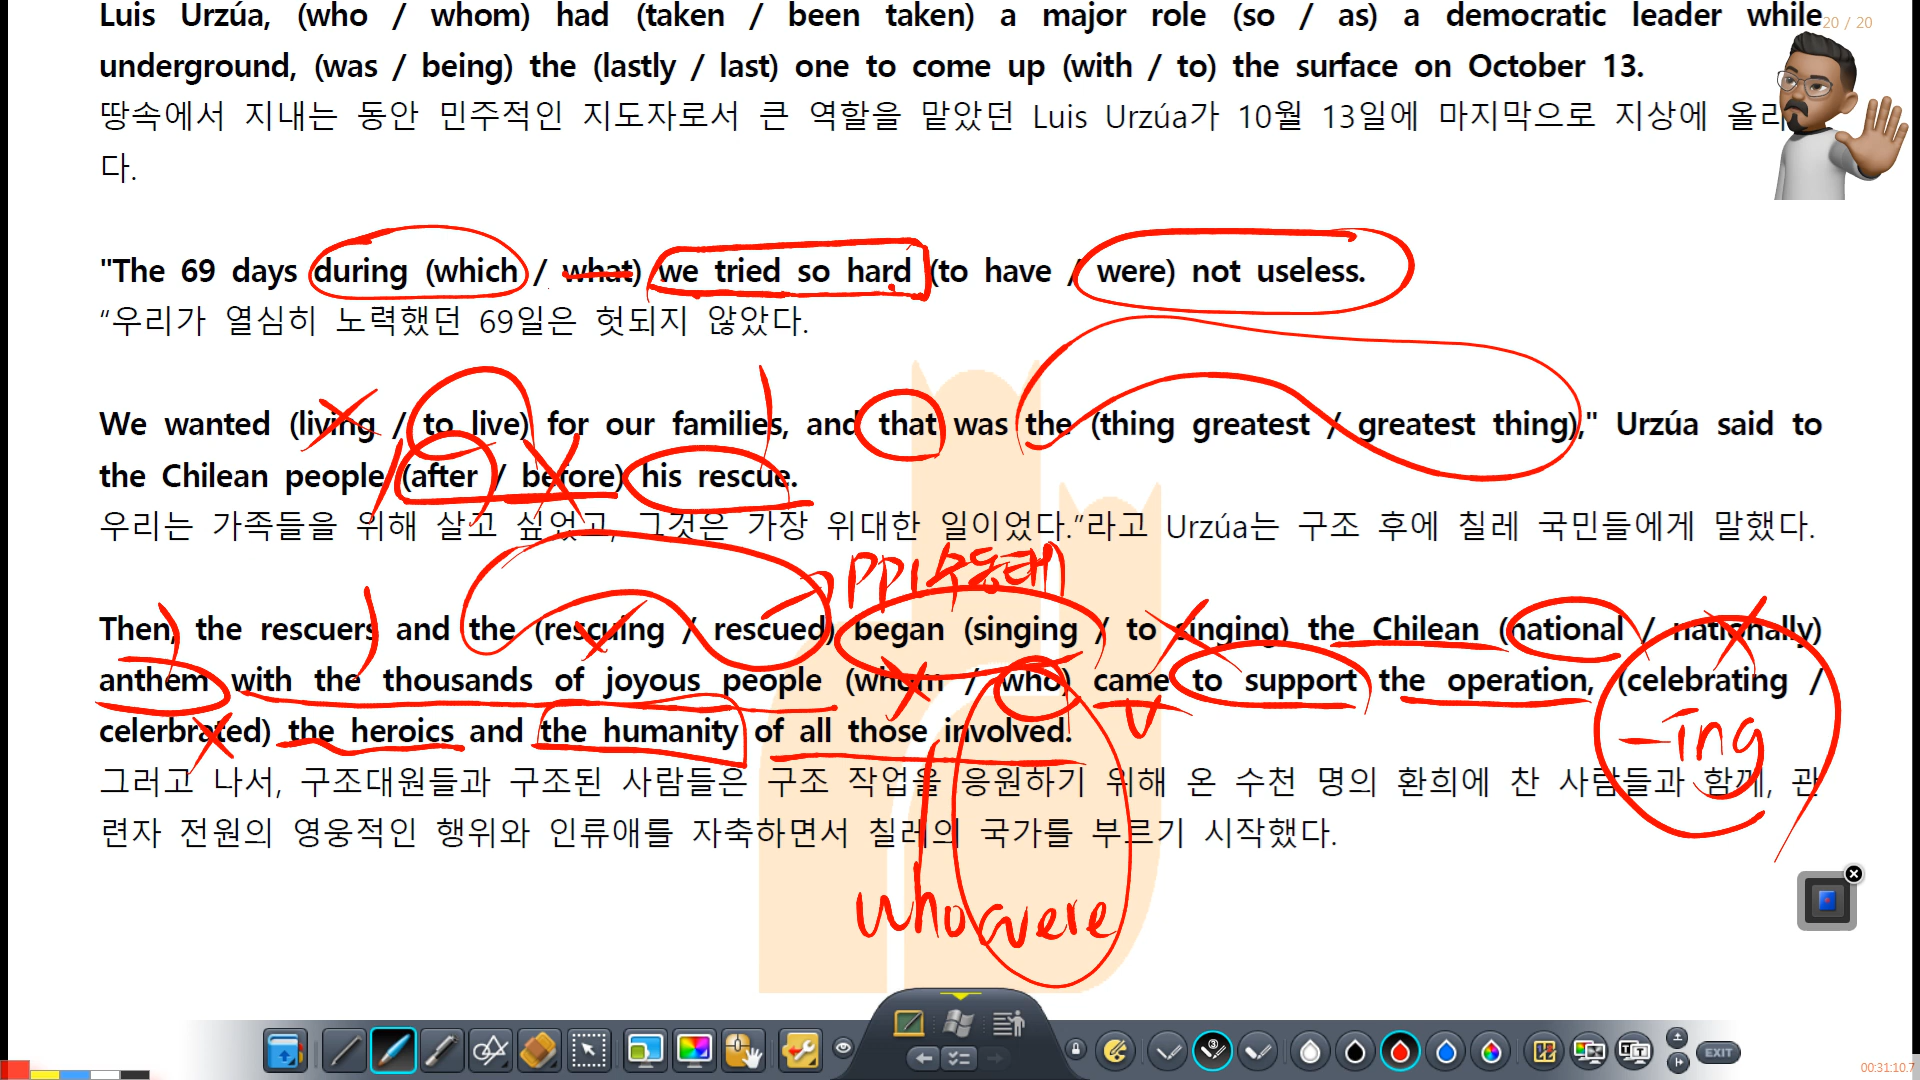 Luis Urzúa, (who / whom) had (taken / been taken) a major role (so / as) a democratic leader while
20 / 20
underground, (was / being) the (lastly / last) one to come up (with / to) the surface on October 13.
땅속에서 지내는 동안 민주적인 지도자로서 큰 역할을 맡았던 Luis Urzúa가 10월 13일에 마지막으로 지상에
다.
"The 69 days during (which / what) we tried so hard (to have / were) not useless.
“우리가 열심히 노력했던 69일은 헛되지 않았다.
We wanted (living / to live) for our families, and that was the (thing greatest / greatest thing)," Urzúa said to
the Chilean people (after / before) his rescue.
우리는 가족들을 위해 살고 싶었고, 그것은 가장 위대한 일이었다.”라고 Urzúa는 구조 후에 칠레 국민들에게 말했다.
PP 수동태
Then, the rescuers and the (rescuing / rescued) began (singing / to singing) the Chilean (national / nationally)
anthem with the thousands of joyous people (whom / who) came to support the operation, (celebrating /
celerbrated) the heroics and the humanity of all those involved.
-ing
그러고 나서, 구조대원들과 구조된 사람들은 구조 작업을 응원하기 위해 온 수천 명의 환희에 찬 사람들과 함께, 관
련자 전원의 영웅적인 행위와 인류애를 자축하면서 칠레의 국가를 부르기 시작했다.
who were
EXIT
00:31:10.7